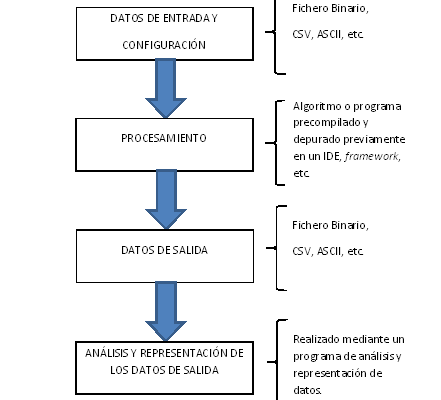 DATOS DE ENTRADA Y
CONFIGURACIÓN
Fichero Binario,
CSV, ASCII, etc.
PROCESAMIENTO
Algoritmo o programa
precompilado y
depurado previamente
en un IDE, framework,
etc.
DATOS DE SALIDA
Fichero Binario,
CSV, ASCII, etc.
ANÁLISIS Y REPRESENTACIÓN DE
LOS DATOS DE SALIDA
Realizado mediante un
programa de análisis y
representación de
datos.